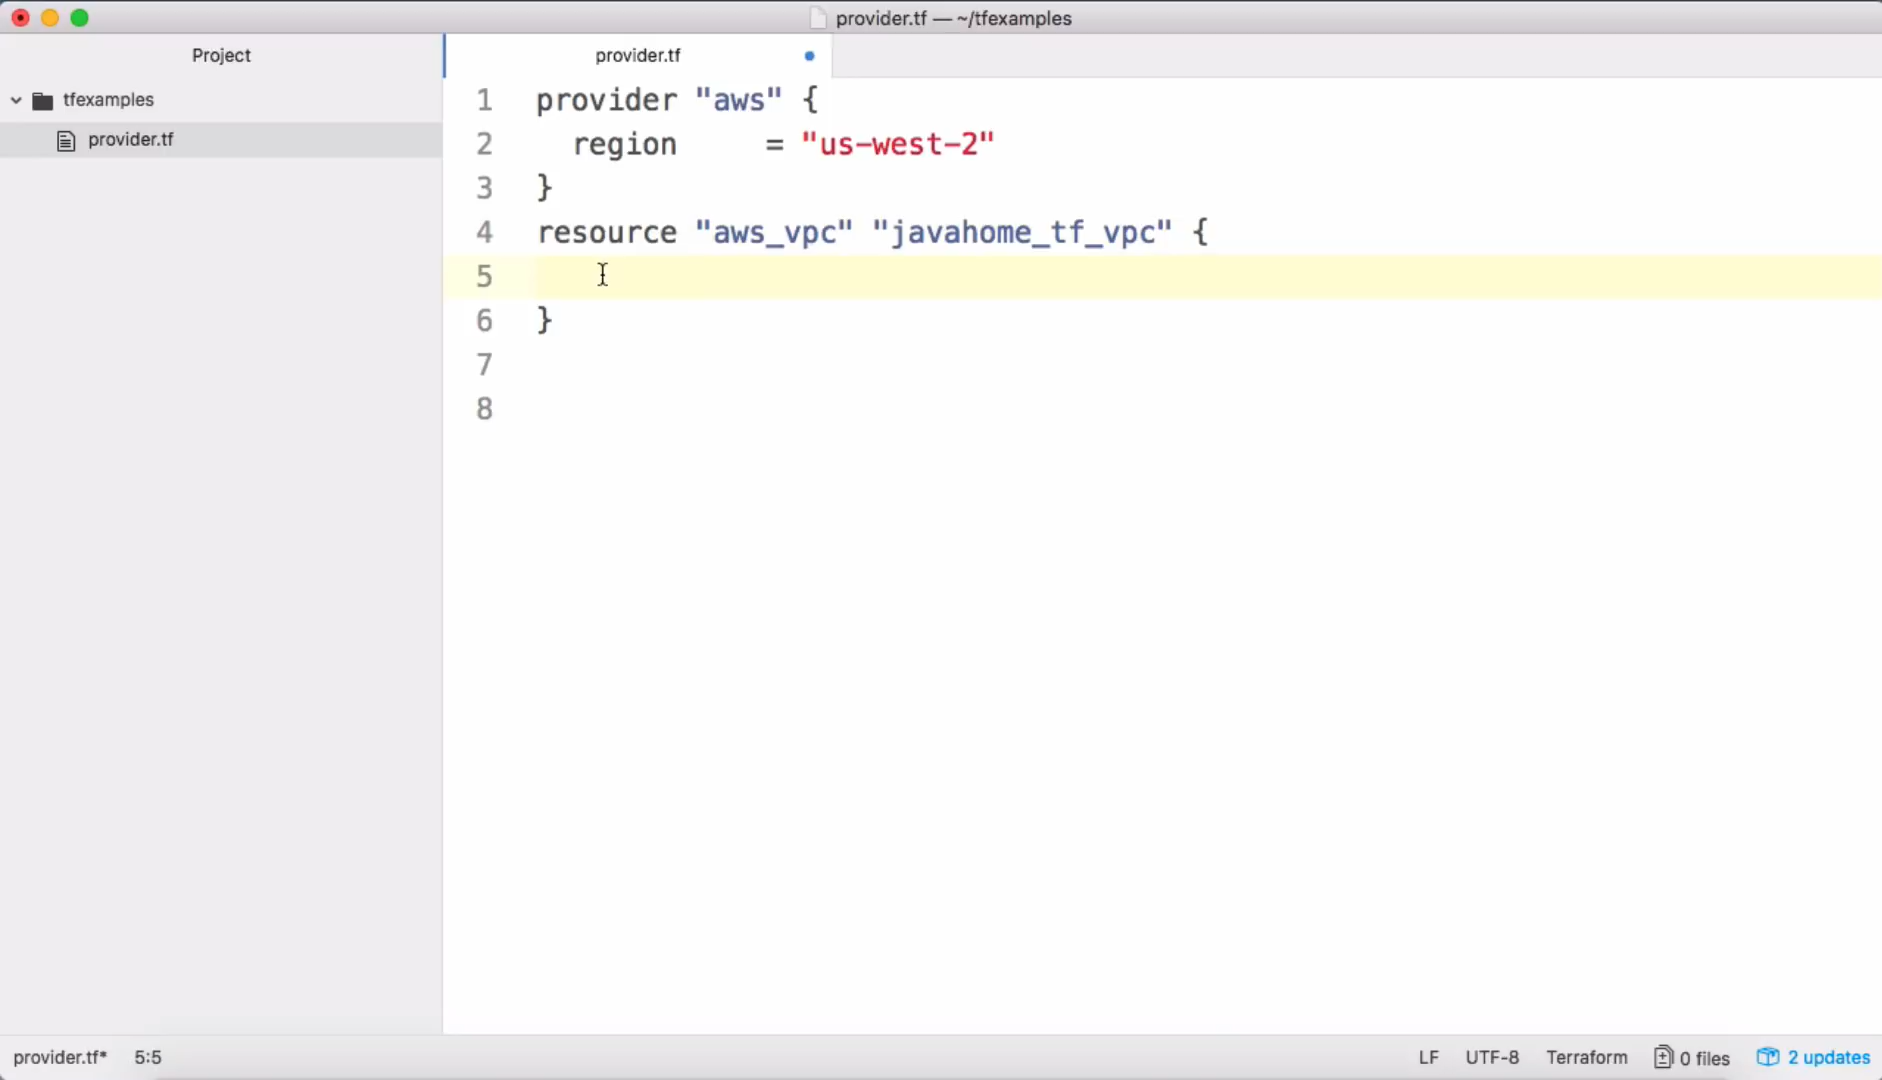 provider.tf — ~/tfexamples
Project
tfexamples
provider.tf
provider.tf
1 provider "aws" {
2 region = "us-west-2"
3 }
4 resource "aws_vpc" "javahome_tf_vpc" {
5
6 }
7
8
provider.tf* 5:5 LF UTF-8 Terraform 0 files 2 updates